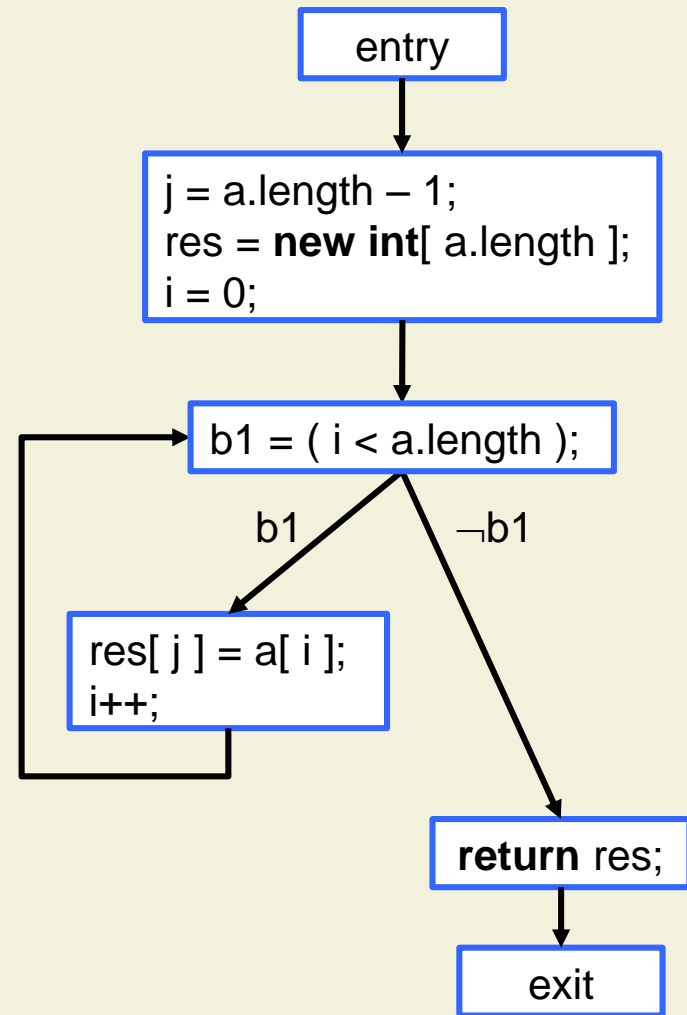 entry
j = a.length – 1;
res = new int[ a.length ];
i = 0;
b1 = ( i < a.length );
b1
¬b1
res[ j ] = a[ i ];
i++;
return res;
exit